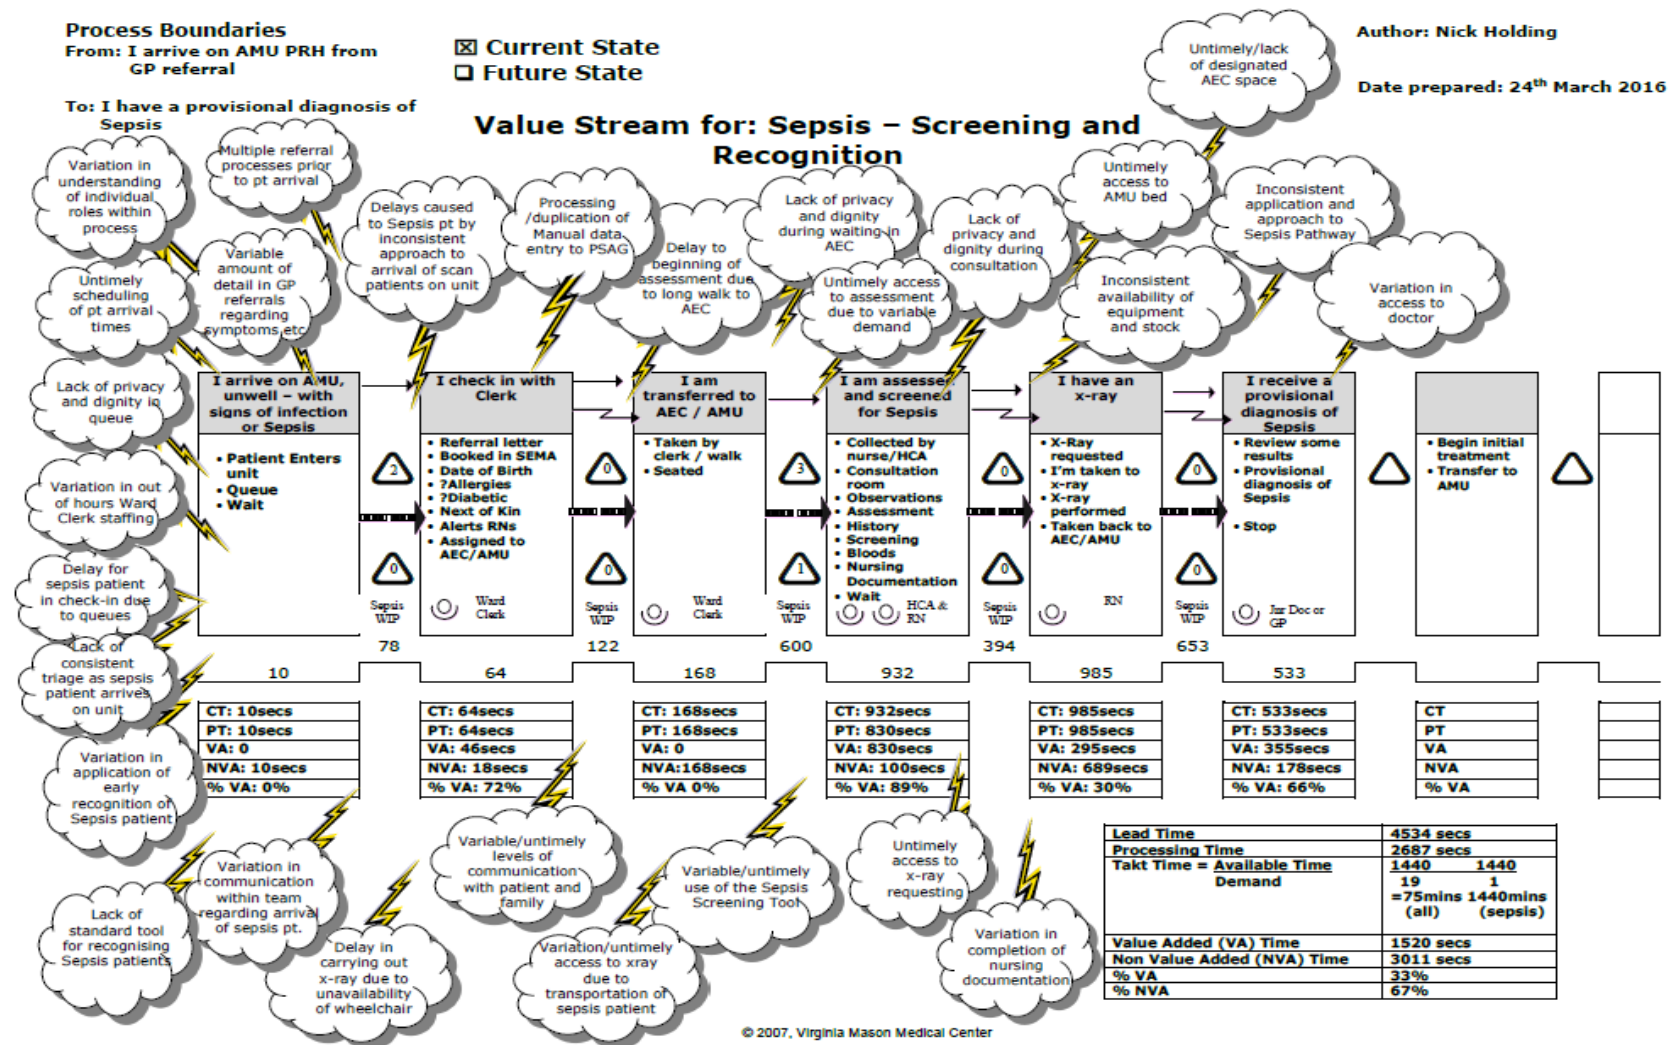 Process Boundaries
From: I arrive on AMU PRH from
GP referral
To: I have a provisional diagnosis of
Sepsis
☒ Current State
❑ Future State
Author: Nick Holding
Date prepared: 24th March 2016
Value Stream for: Sepsis – Screening and
Recognition
Untimely/lack
of designated
AEC space
Variation in
understanding
of individual
roles within
process
Multiple referral
processes prior
to pt arrival
Delays caused
to Sepsis pt by
inconsistent
approach to
arrival of scan
patients on unit
Processing
/duplication of
Manual data
entry to PSAG
Delay to
beginning of
assessment due
to long walk to
AEC
Lack of privacy
and dignity
during waiting in
AEC
Untimely access
to assessment
due to variable
demand
Lack of
privacy and
dignity during
consultation
Untimely
access to
AMU bed
Inconsistent
application and
approach to
Sepsis Pathway
Inconsistent
availability of
equipment
and stock
Variation in
access to
doctor
Untimely
scheduling
of pt arrival
times
Variable
amount of
detail in GP
referrals
regarding
symptoms etc
Lack of privacy
and dignity in
queue
Variation in out
of hours Ward
Clerk staffing
Delay for
sepsis patient
in check-in due
to queues
Lack of
consistent
triage as sepsis
patient arrives
on unit
Variation in
application of
early
recognition of
Sepsis patient
Lack of
standard tool
for recognising
Sepsis patients
I arrive on AMU,
unwell – with
signs of infection
or Sepsis
• Patient Enters
unit
• Queue
• Wait
2
0
Sepsis
WIP
I check in with
Clerk
• Referral letter
• Booked in SEMA
• Date of Birth
• ?Allergies
• ?Diabetic
• Next of Kin
• Alerts RNs
• Assigned to
AEC/AMU
Ward
Clerk
0
0
Sepsis
WIP
I am
transferred to
AEC / AMU
• Taken by
clerk / walk
• Seated
Ward
Clerk
3
1
Sepsis
WIP
I am assessed
and screened
for Sepsis
• Collected by
nurse/HCA
• Consultation
room
• Observations
• Assessment
• History
• Screening
• Bloods
• Nursing
Documentation
• Wait
HCA &
RN
0
0
Sepsis
WIP
I have an
x-ray
• X-Ray
requested
• I'm taken to
x-ray
• X-ray
performed
• Taken back to
AEC/AMU
RN
0
0
Sepsis
WIP
I receive a
provisional
diagnosis of
Sepsis
• Review some
results
• Provisional
diagnosis of
Sepsis
• Stop
Jnr Doc or
GP
• Begin initial
treatment
• Transfer to
AMU
78 122 600 394 653
10 64 168 932 985 533
CT: 10secs
PT: 10secs
VA: 0
NVA: 10secs
% VA: 0%
CT: 64secs
PT: 64secs
VA: 46secs
NVA: 18secs
% VA: 72%
CT: 168secs
PT: 168secs
VA: 0
NVA:168secs
% VA 0%
CT: 932secs
PT: 830secs
VA: 830secs
NVA: 100secs
% VA: 89%
CT: 985secs
PT: 985secs
VA: 295secs
NVA: 689secs
% VA: 30%
CT: 533secs
PT: 533secs
VA: 355secs
NVA: 178secs
% VA: 66%
CT
PT
VA
NVA
% VA
Variation in
communication
within team
regarding arrival
of sepsis pt.
Delay in
carrying out
x-ray due to
unavailability
of wheelchair
Variable/untimely
levels of
communication
with patient and
family
Variation/untimely
access to xray
due to
transportation of
sepsis patient
Variable/untimely
use of the Sepsis
Screening Tool
Untimely
access to
x-ray
requesting
Variation in
completion of
nursing
documentation
Lead Time 4534 secs
Processing Time 2687 secs
Takt Time = Available Time 1440 1440
Demand 19 1
=75mins 1440mins
(all) (sepsis)
Value Added (VA) Time 1520 secs
Non Value Added (NVA) Time 3011 secs
% VA 33%
% NVA 67%
© 2007, Virginia Mason Medical Center